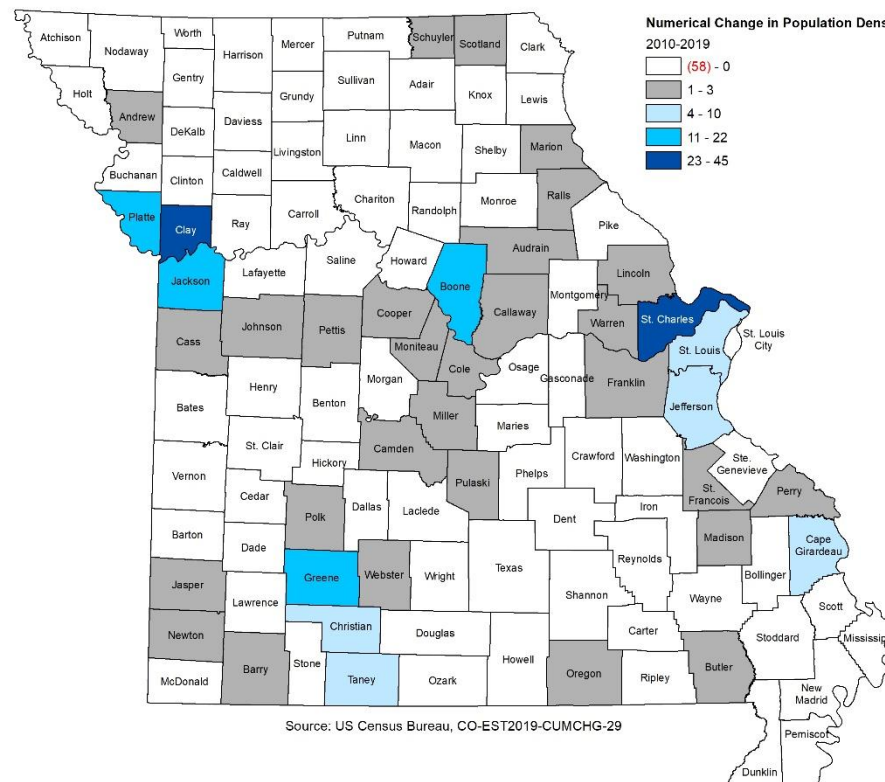 Numerical Change in Population Dens
2010-2019
(58) - 0
1 - 3
4 - 10
11 - 22
23 - 45
Atchison
Nodaway
Worth
Harrison
Mercer
Putnam
Schuyler
Scotland
Clark
Holt
Gentry
Sullivan
Adair
Knox
Lewis
Andrew
DeKalb
Daviess
Grundy
Linn
Macon
Shelby
Marion
Buchanan
Clinton
Caldwell
Livingston
Chariton
Randolph
Monroe
Ralls
Platte
Clay
Ray
Carroll
Pike
Jackson
Lafayette
Saline
Howard
Boone
Audrain
Lincoln
Callaway
Montgomery
Warren
St. Charles
St. Louis
City
St. Louis
Cass
Johnson
Pettis
Cooper
Moniteau
Cole
Osage
Gasconade
Franklin
Jefferson
Bates
Henry
Benton
Morgan
Miller
Maries
St. Clair
Camden
Crawford
Washington
Ste.
Genevieve
Vernon
Hickory
Pulaski
Phelps
St.
Francois
Perry
Cedar
Polk
Dallas
Laclede
Dent
Iron
Madison
Cape
Girardeau
Barton
Dade
Greene
Webster
Wright
Texas
Reynolds
Bollinger
Jasper
Lawrence
Shannon
Wayne
Scott
Christian
Douglas
Carter
Stoddard
Mississip
Newton
Barry
Stone
Taney
Ozark
Howell
Oregon
Ripley
Butler
McDonald
New
Madrid
Pemiscot
Dunklin
Source: US Census Bureau, CO-EST2019-CUMCHG-29